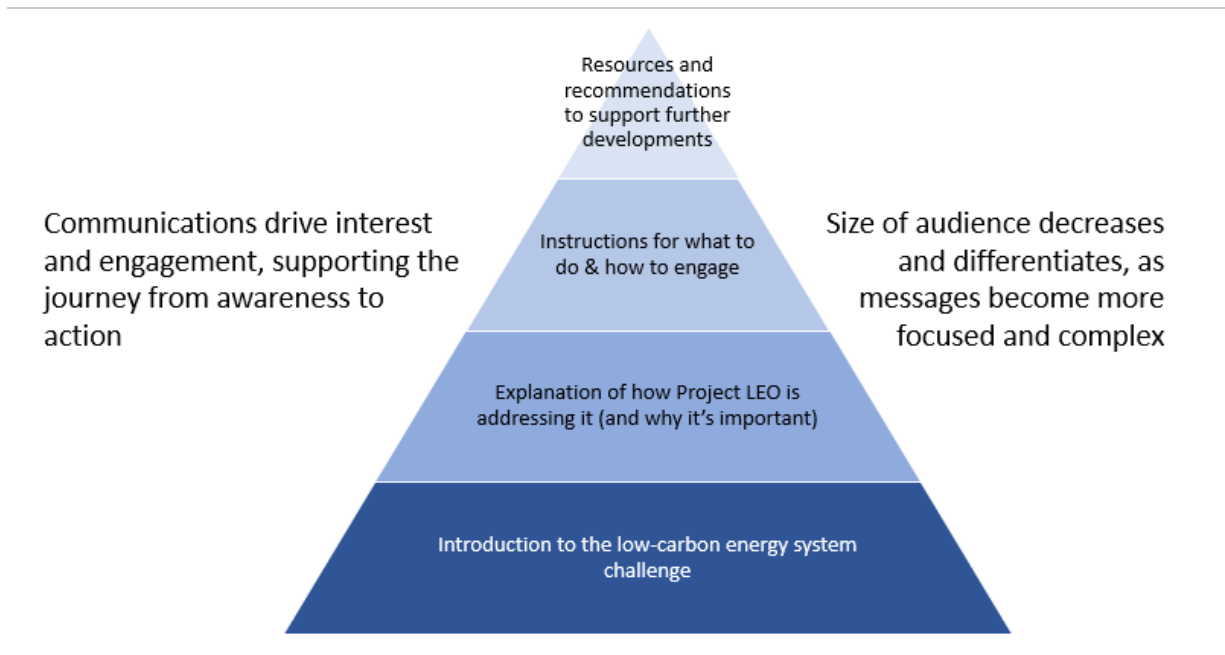 Resources and
recommendations
to support further
developments
Communications drive interest
and engagement, supporting the
journey from awareness to
action
Instructions for what to
do & how to engage
Size of audience decreases
and differentiates, as
messages become more
focused and complex
Explanation of how Project LEO is
addressing it (and why it’s important)
Introduction to the low-carbon energy system
challenge